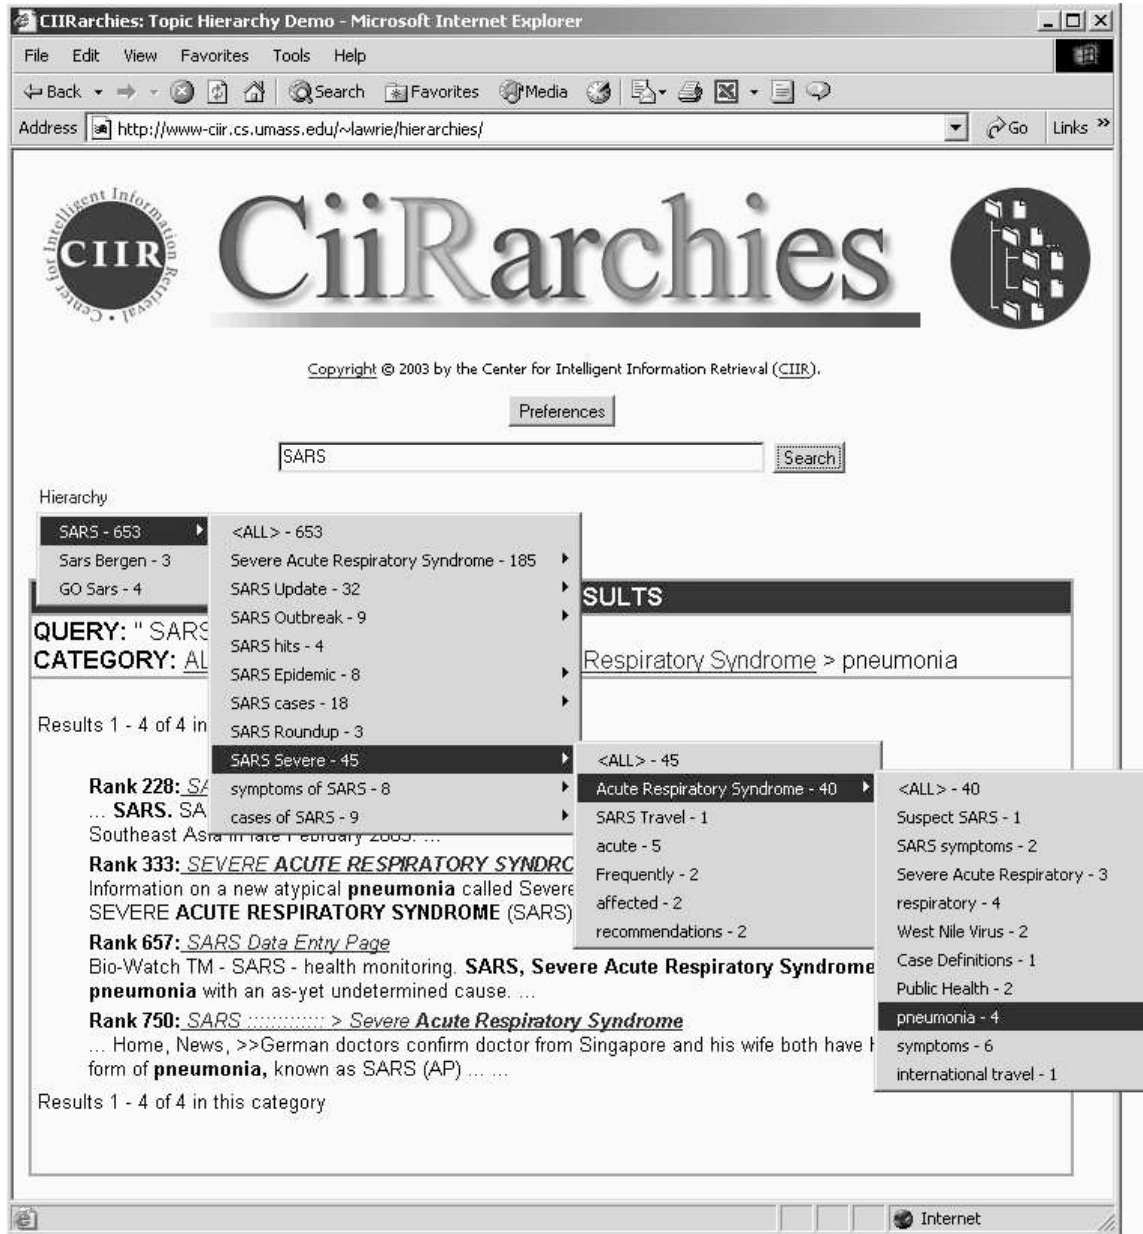 CIIRarchies: Topic Hierarchy Demo - Microsoft Internet Explorer
File Edit View Favorites Tools Help
Back Search Favorites Media
Address http://www-ciir.cs.umass.edu/~lawrie/hierarchies/ Go Links »
Center for Intelligent Information Retrieval
CIIR
CiiRarchies
Copyright © 2003 by the Center for Intelligent Information Retrieval (CIIR).
Preferences
SARS Search
Hierarchy
SARS - 653
Sars Bergen - 3
GO Sars - 4
<ALL> - 653
Severe Acute Respiratory Syndrome - 185
SARS Update - 32
SARS Outbreak - 9
SARS hits - 4
SARS Epidemic - 8
SARS cases - 18
SARS Roundup - 3
SARS Severe - 45
symptoms of SARS - 8
cases of SARS - 9
<ALL> - 45
Acute Respiratory Syndrome - 40
SARS Travel - 1
acute - 5
Frequently - 2
affected - 2
recommendations - 2
<ALL> - 40
Suspect SARS - 1
SARS symptoms - 2
Severe Acute Respiratory - 3
respiratory - 4
West Nile Virus - 2
Case Definitions - 1
Public Health - 2
pneumonia - 4
symptoms - 6
international travel - 1
SULTS
QUERY: " SARS
CATEGORY: AL Respiratory Syndrome > pneumonia
Results 1 - 4 of 4 in
Rank 228: SA
... SARS. SA
Southeast Asia in late February 2003. ...
Rank 333: SEVERE ACUTE RESPIRATORY SYNDRO
Information on a new atypical pneumonia called Severe
SEVERE ACUTE RESPIRATORY SYNDROME (SARS)
Rank 657: SARS Data Entry Page
Bio-Watch TM - SARS - health monitoring. SARS, Severe Acute Respiratory Syndrome
pneumonia with an as-yet undetermined cause. ...
Rank 750: SARS ::::::::::::: > Severe Acute Respiratory Syndrome
... Home, News, >>German doctors confirm doctor from Singapore and his wife both have
form of pneumonia, known as SARS (AP) ... ...
Results 1 - 4 of 4 in this category
Internet